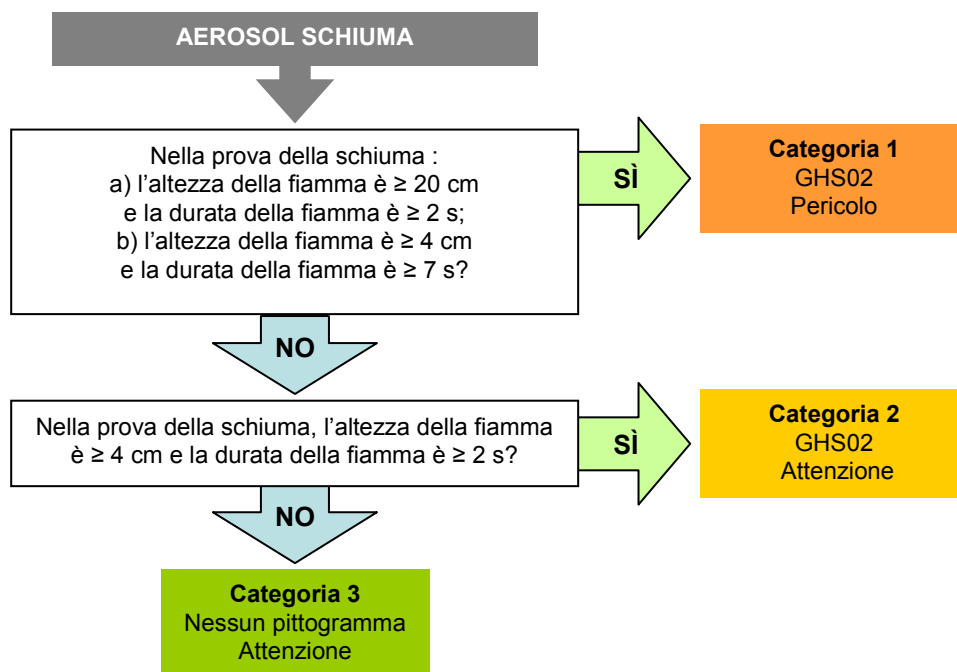 AEROSOL SCHIUMA
Nella prova della schiuma :
a) l’altezza della fiamma è ≥ 20 cm
e la durata della fiamma è ≥ 2 s;
b) l’altezza della fiamma è ≥ 4 cm
e la durata della fiamma è ≥ 7 s?
SÌ
Categoria 1
GHS02
Pericolo
NO
Nella prova della schiuma, l’altezza della fiamma
è ≥ 4 cm e la durata della fiamma è ≥ 2 s?
SÌ
Categoria 2
GHS02
Attenzione
NO
Categoria 3
Nessun pittogramma
Attenzione